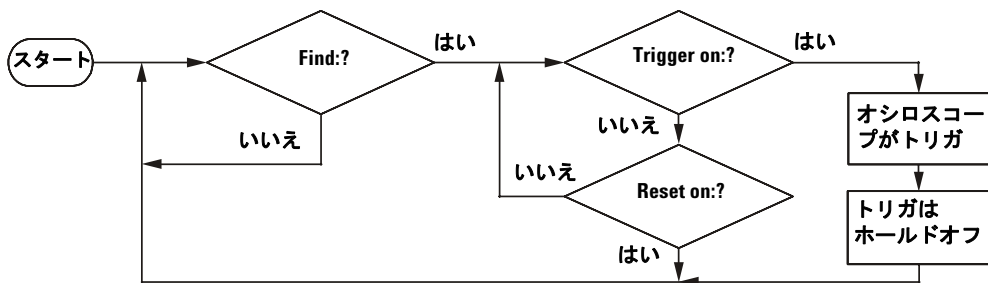 スタート
Find:?
はい
Trigger on:?
はい
いいえ
いいえ
オシロスコー
プがトリガ
いいえ
Reset on:?
トリガは
ホールドオフ
はい